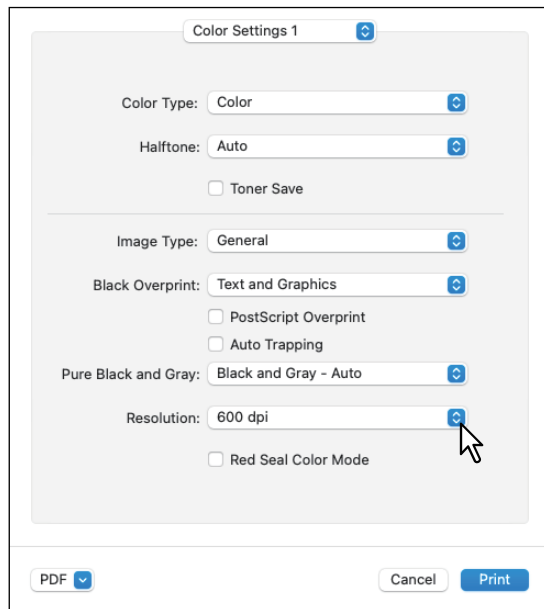 Color Settings 1
Color Type: Color
Halftone: Auto
Toner Save
Image Type: General
Black Overprint: Text and Graphics
PostScript Overprint
Auto Trapping
Pure Black and Gray: Black and Gray - Auto
Resolution: 600 dpi
Red Seal Color Mode
PDF Cancel Print